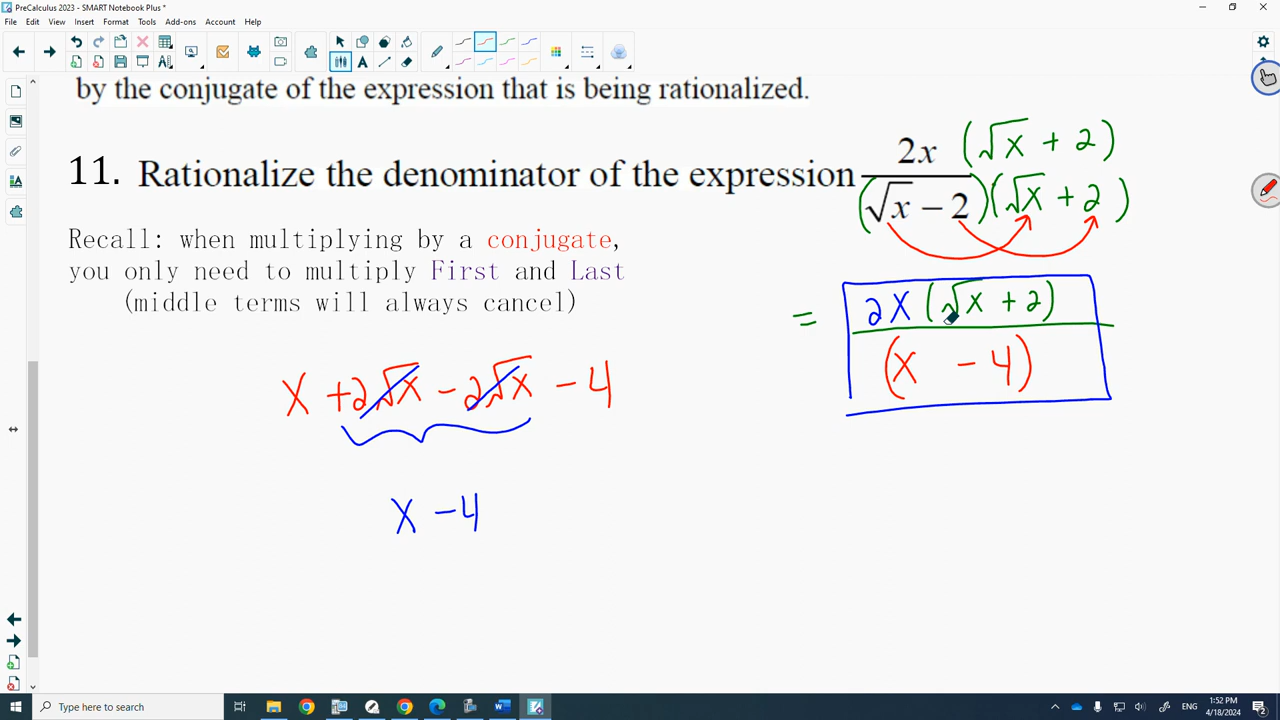 PreCalculus 2023 - SMART Notebook Plus *
File Edit View Insert Format Tools Add-ons Account Help
by the conjugate of the expression that is being rationalized.
11. Rationalize the denominator of the expression 2x (√x + 2)
(√x − 2)(√x + 2)
Recall: when multiplying by a conjugate,
you only need to multiply First and Last
(middle terms will always cancel)
= 2x (√x + 2)
(x − 4)
x + 2√x − 2√x − 4
x − 4
Type here to search
ENG
1:52 PM
4/18/2024
2